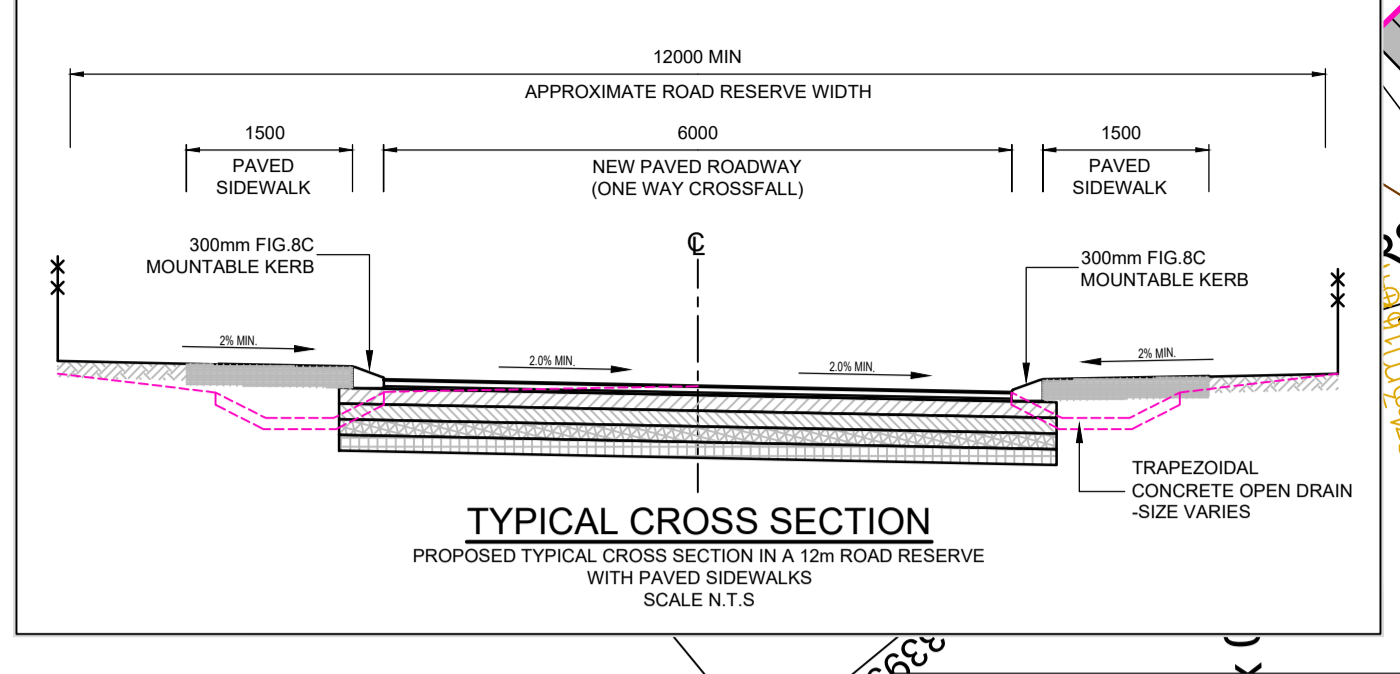 12000 MIN
APPROXIMATE ROAD RESERVE WIDTH
1500
PAVED
SIDEWALK
6000
NEW PAVED ROADWAY
(ONE WAY CROSSFALL)
1500
PAVED
SIDEWALK
300mm FIG.8C
MOUNTABLE KERB
℄
300mm FIG.8C
MOUNTABLE KERB
2% MIN.
2.0% MIN.
2.0% MIN.
2% MIN.
TRAPEZOIDAL
CONCRETE OPEN DRAIN
-SIZE VARIES
TYPICAL CROSS SECTION
PROPOSED TYPICAL CROSS SECTION IN A 12m ROAD RESERVE
WITH PAVED SIDEWALKS
SCALE N.T.S